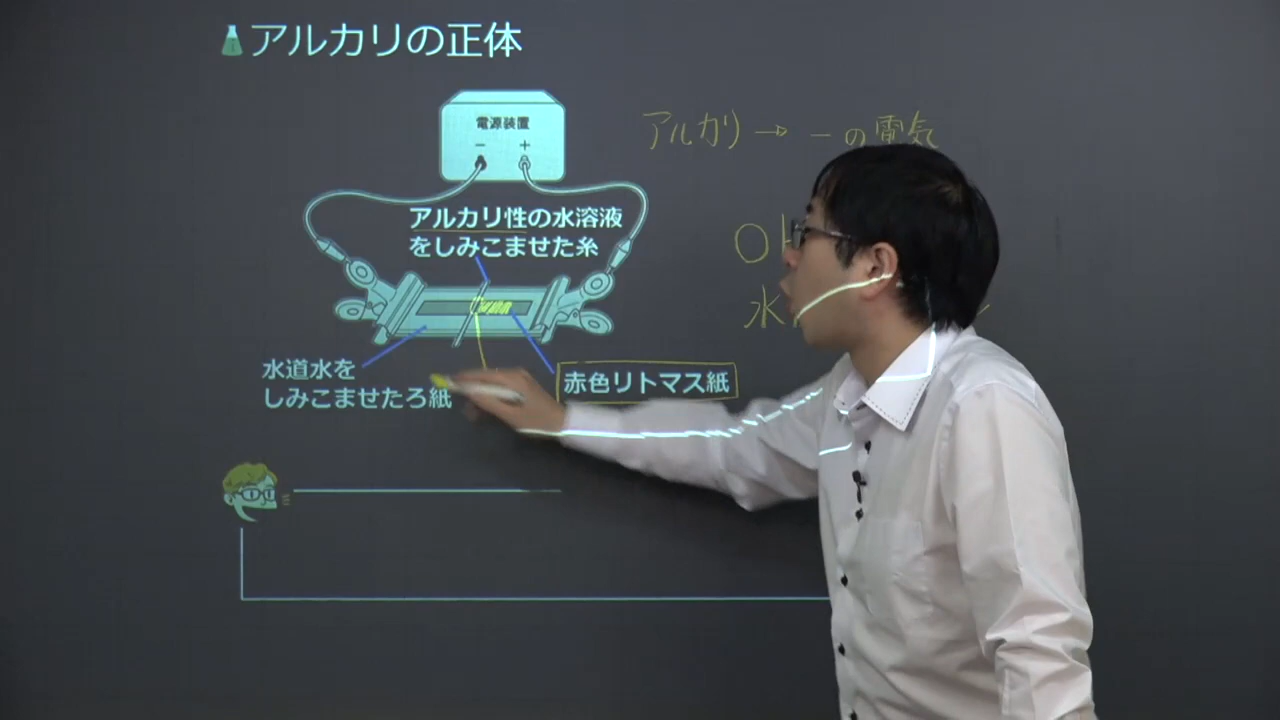 アルカリの正体
電源装置
− +
アルカリ性の水溶液
をしみこませた糸
アルカリ → −の電気
OH
水
水道水を
しみこませたろ紙
赤色リトマス紙